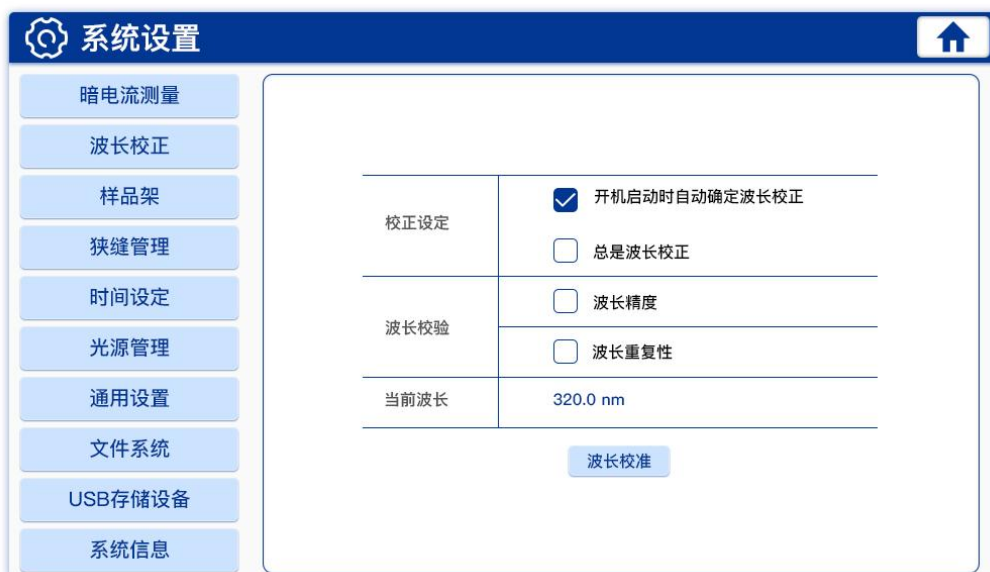 系统设置
暗电流测量
波长校正
样品架
狭缝管理
时间设定
光源管理
通用设置
文件系统
USB存储设备
系统信息
校正设定
开机启动时自动确定波长校正
总是波长校正
波长校验
波长精度
波长重复性
当前波长
320.0 nm
波长校准